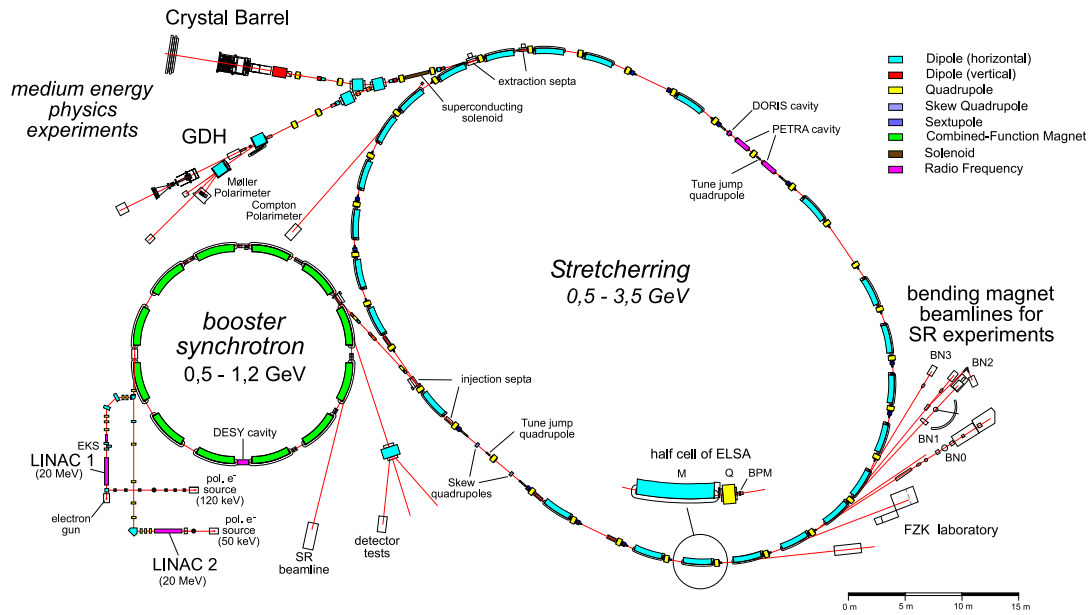 Crystal Barrel
medium energy
physics
experiments
GDH
Møller
Polarimeter
Compton
Polarimeter
extraction septa
superconducting
solenoid
DORIS cavity
PETRA cavity
Tune jump
quadrupole
Dipole (horizontal)
Dipole (vertical)
Quadrupole
Skew Quadrupole
Sextupole
Combined-Function Magnet
Solenoid
Radio Frequency
Stretcherring
0,5 - 3,5 GeV
booster
synchrotron
0,5 - 1,2 GeV
DESY cavity
injection septa
Tune jump
quadrupole
Skew
quadrupoles
half cell of ELSA
M
Q
BPM
bending magnet
beamlines for
SR experiments
BN3
BN2
BN1
BN0
FZK laboratory
EKS
LINAC 1
(20 MeV)
electron
gun
pol. e-
source
(120 keV)
pol. e-
source
(50 keV)
LINAC 2
(20 MeV)
SR
beamline
detector
tests
0 m
5 m
10 m
15 m